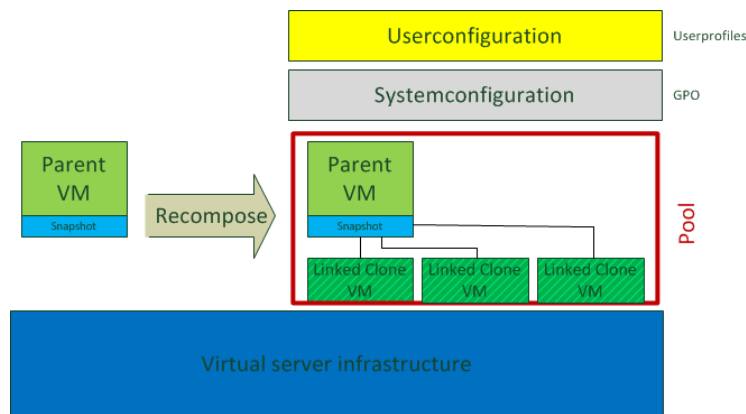 Userconfiguration
Userprofiles
Systemconfiguration
GPO
Parent
VM
Snapshot
Recompose
Parent
VM
Snapshot
Pool
Linked Clone
VM
Linked Clone
VM
Linked Clone
VM
Virtual server infrastructure